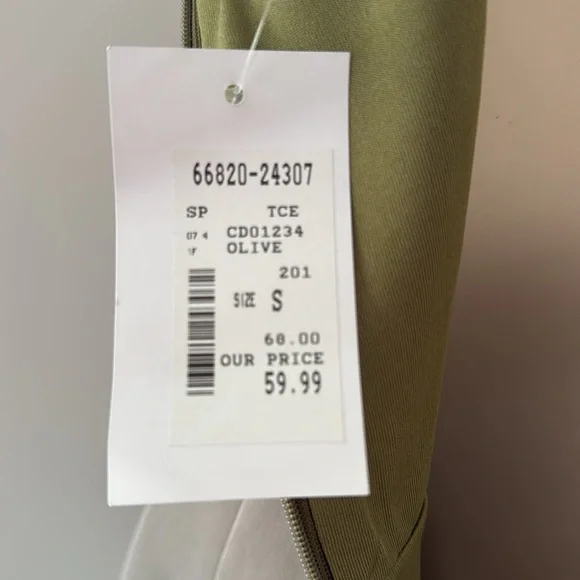 66820-24307
SP TCE
07 4 CD01234
OLIVE
201
SIZE S
68.00
OUR PRICE
59.99